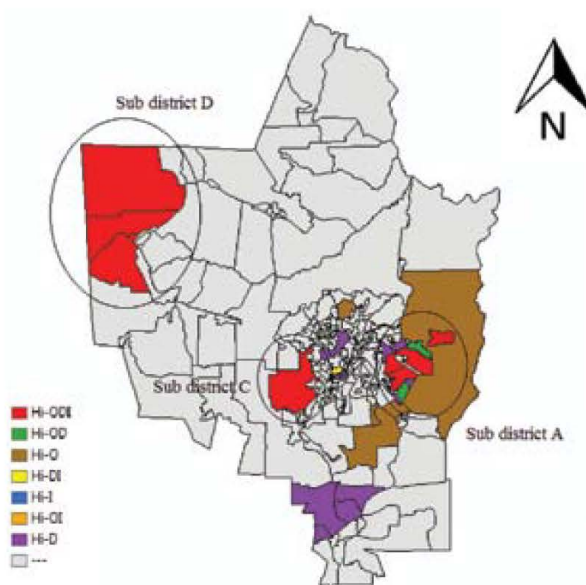 Sub district D
N
Sub district C
Sub district A
Hi-ODI
Hi-OD
Hi-O
Hi-DI
Hi-I
Hi-OI
Hi-D
---